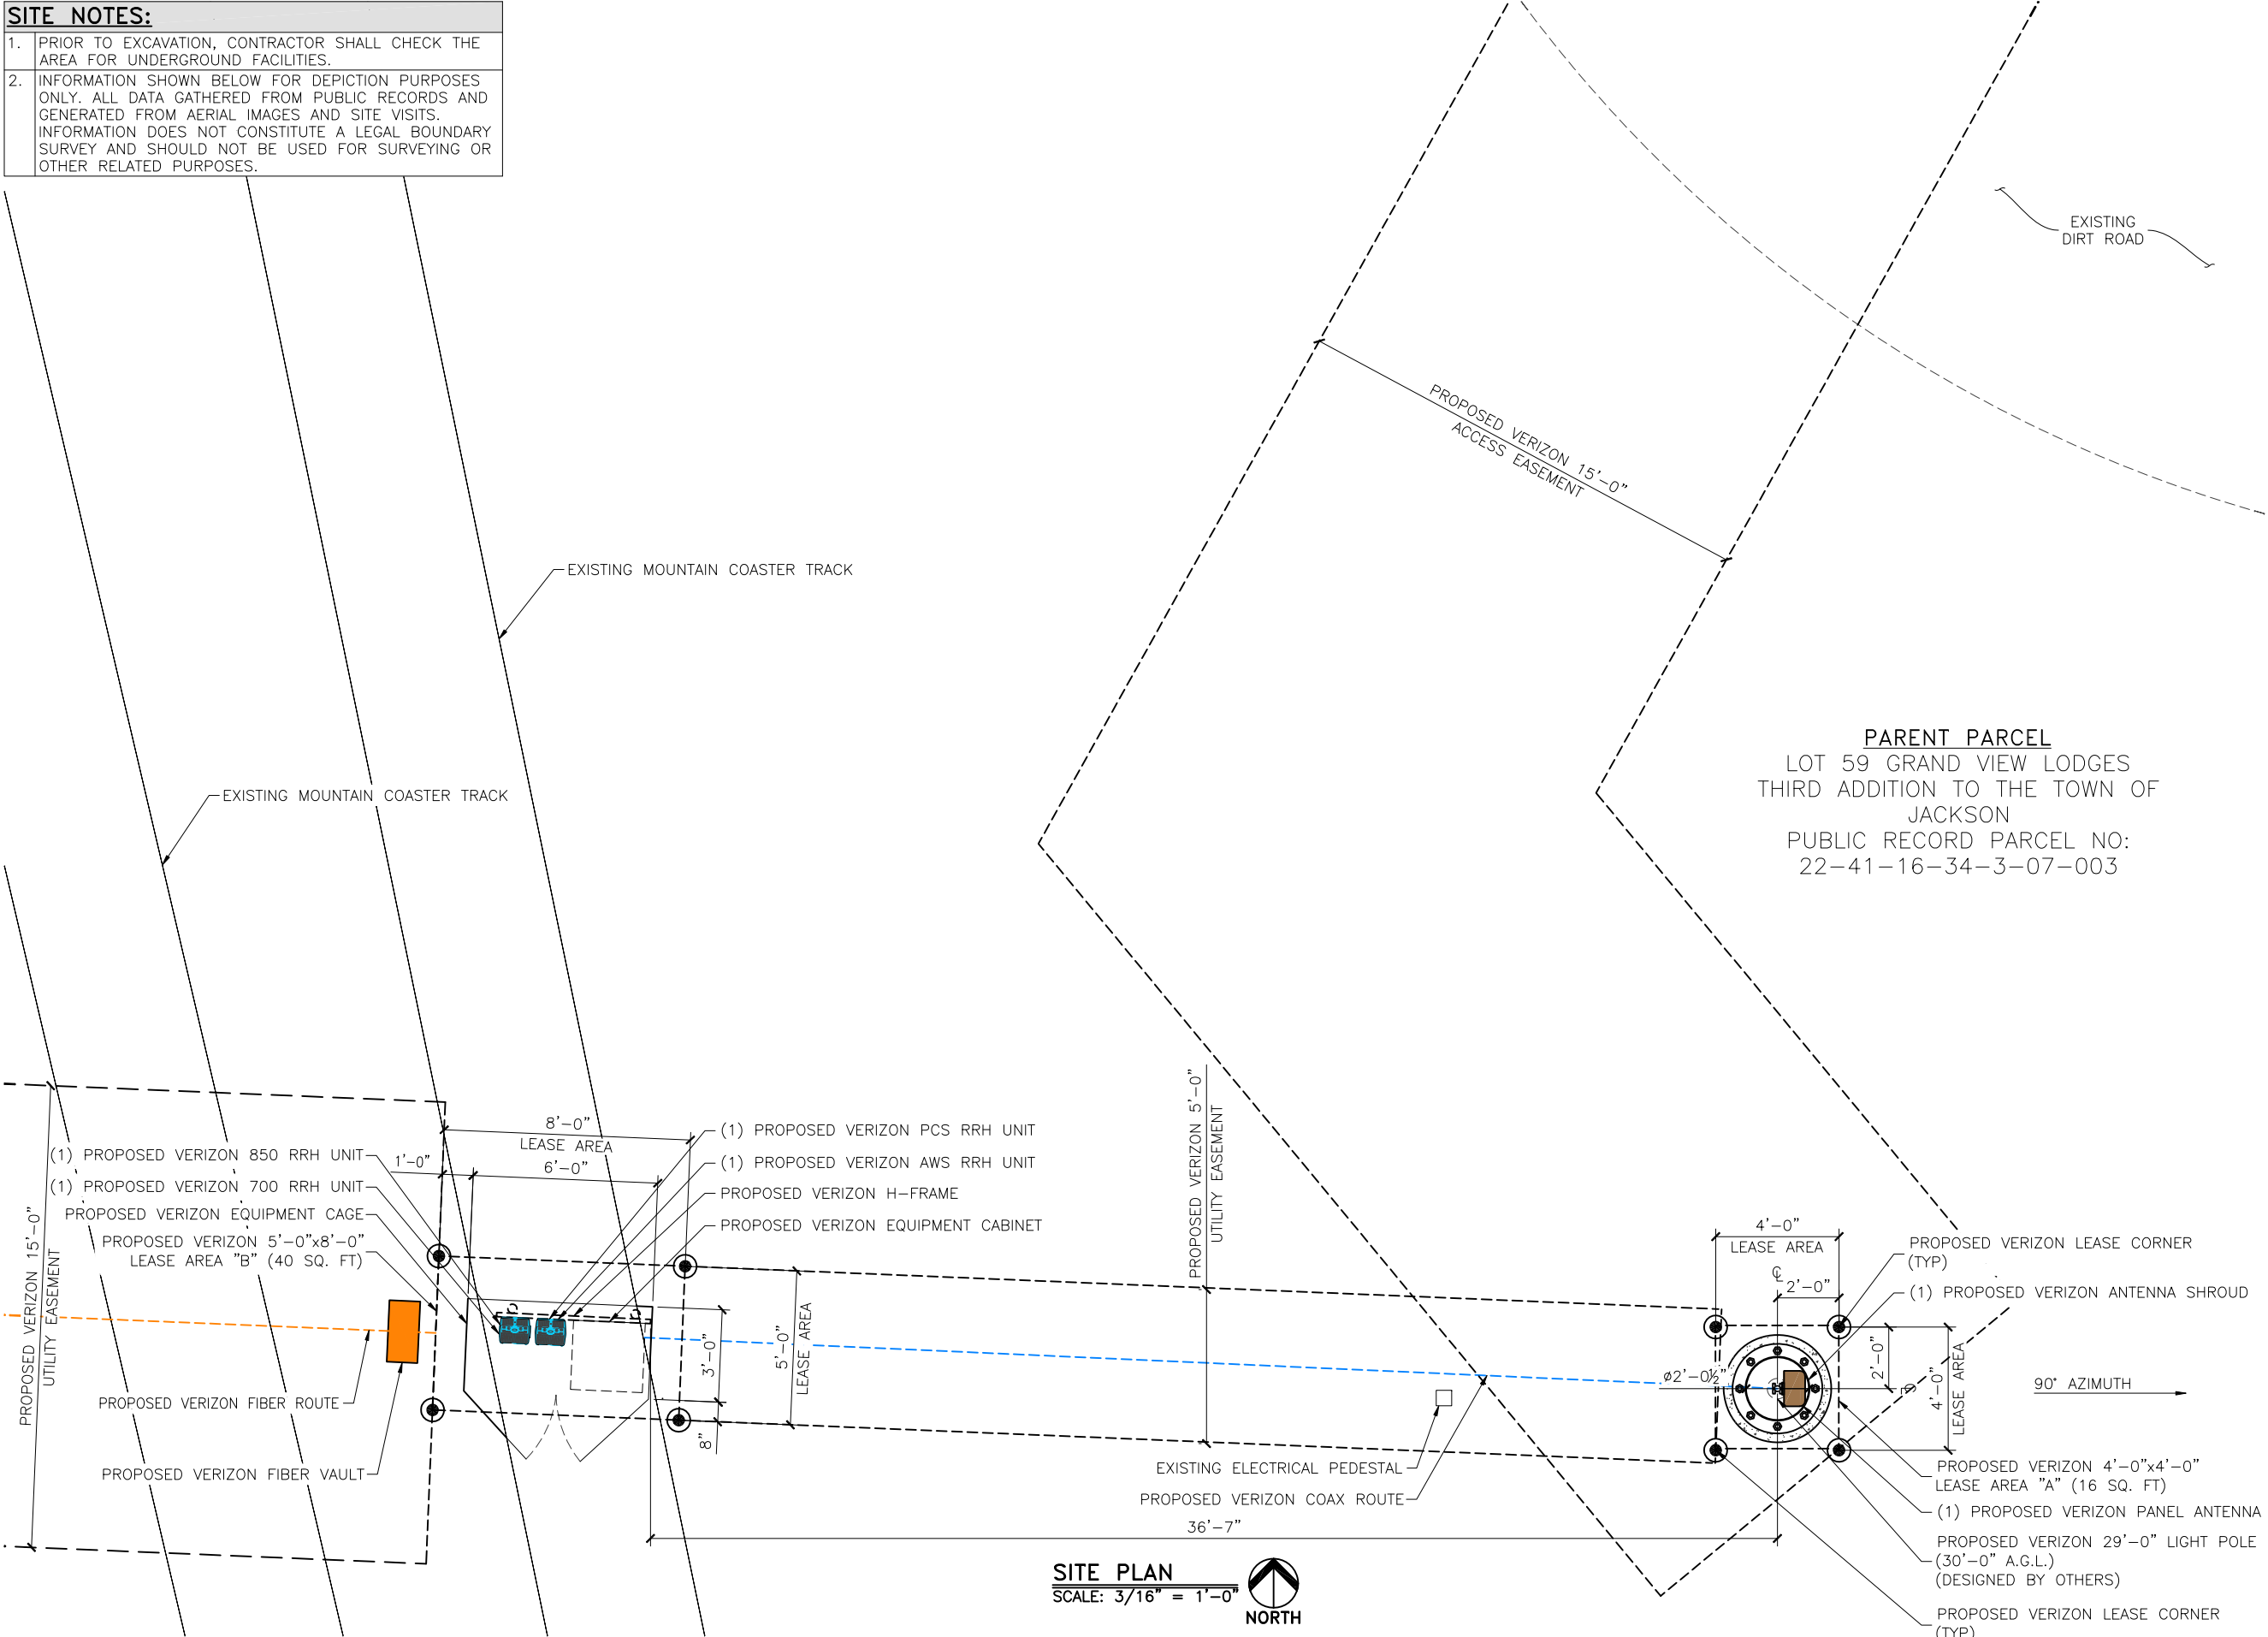 SITE NOTES:
1. PRIOR TO EXCAVATION, CONTRACTOR SHALL CHECK THE
AREA FOR UNDERGROUND FACILITIES.
2. INFORMATION SHOWN BELOW FOR DEPICTION PURPOSES
ONLY. ALL DATA GATHERED FROM PUBLIC RECORDS AND
GENERATED FROM AERIAL IMAGES AND SITE VISITS.
INFORMATION DOES NOT CONSTITUTE A LEGAL BOUNDARY
SURVEY AND SHOULD NOT BE USED FOR SURVEYING OR
OTHER RELATED PURPOSES.
EXISTING
DIRT ROAD
PROPOSED VERIZON 15'-0"
ACCESS EASEMENT
EXISTING MOUNTAIN COASTER TRACK
EXISTING MOUNTAIN COASTER TRACK
PARENT PARCEL
LOT 59 GRAND VIEW LODGES
THIRD ADDITION TO THE TOWN OF
JACKSON
PUBLIC RECORD PARCEL NO:
22-41-16-34-3-07-003
PROPOSED VERIZON 15'-0"
UTILITY EASEMENT
(1) PROPOSED VERIZON 850 RRH UNIT
(1) PROPOSED VERIZON 700 RRH UNIT
PROPOSED VERIZON EQUIPMENT CAGE
PROPOSED VERIZON 5'-0"x8'-0"
LEASE AREA "B" (40 SQ. FT)
PROPOSED VERIZON FIBER ROUTE
PROPOSED VERIZON FIBER VAULT
8'-0"
LEASE AREA
1'-0"
6'-0"
(1) PROPOSED VERIZON PCS RRH UNIT
(1) PROPOSED VERIZON AWS RRH UNIT
PROPOSED VERIZON H-FRAME
PROPOSED VERIZON EQUIPMENT CABINET
3'-0"
5'-0"
LEASE AREA
8"
PROPOSED VERIZON 5'-0"
UTILITY EASEMENT
EXISTING ELECTRICAL PEDESTAL
PROPOSED VERIZON COAX ROUTE
36'-7"
4'-0"
LEASE AREA
℄
2'-0"
ø2'-0½"
2'-0"
4'-0"
LEASE AREA
℄
PROPOSED VERIZON LEASE CORNER
(TYP)
(1) PROPOSED VERIZON ANTENNA SHROUD
90° AZIMUTH
PROPOSED VERIZON 4'-0"x4'-0"
LEASE AREA "A" (16 SQ. FT)
(1) PROPOSED VERIZON PANEL ANTENNA
PROPOSED VERIZON 29'-0" LIGHT POLE
(30'-0" A.G.L.)
(DESIGNED BY OTHERS)
PROPOSED VERIZON LEASE CORNER
(TYP)
SITE PLAN
SCALE: 3/16" = 1'-0"
NORTH